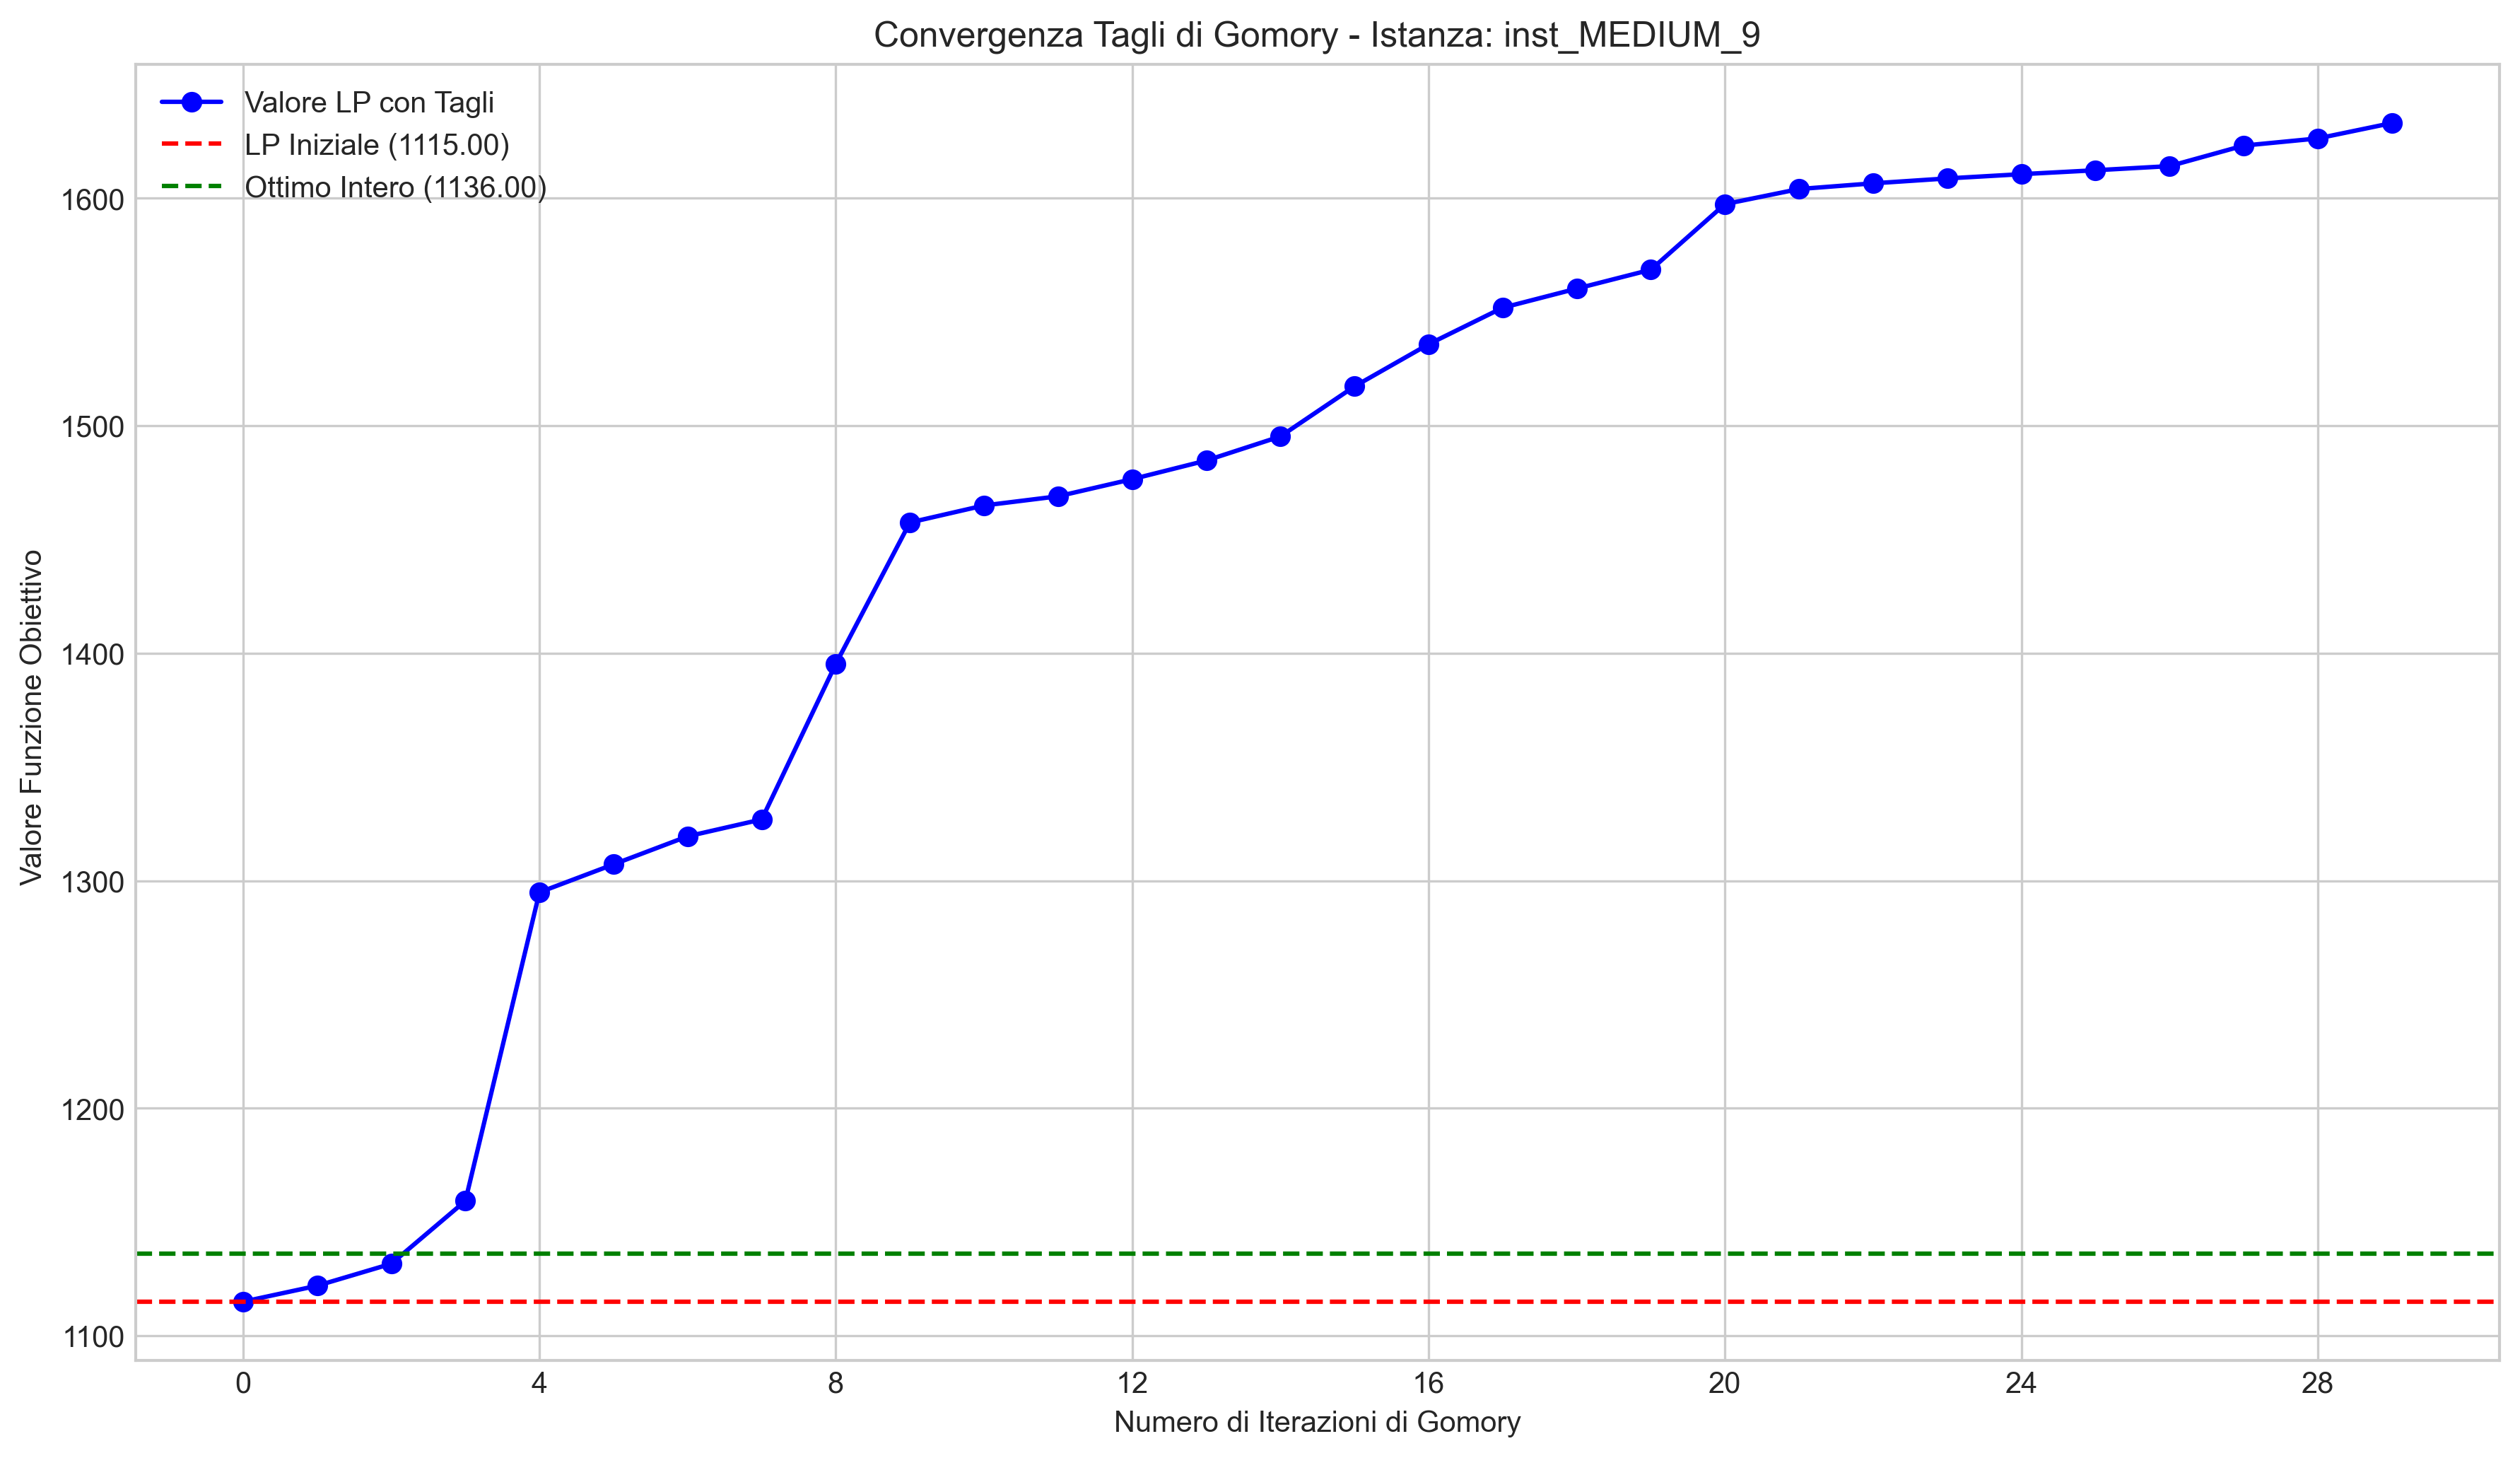 Convergenza Tagli di Gomory - Istanza: inst_MEDIUM_9
Valore LP con Tagli
LP Iniziale (1115.00)
Ottimo Intero (1136.00)
Valore Funzione Obiettivo
1600
1500
1400
1300
1200
1100
0 4 8 12 16 20 24 28
Numero di Iterazioni di Gomory